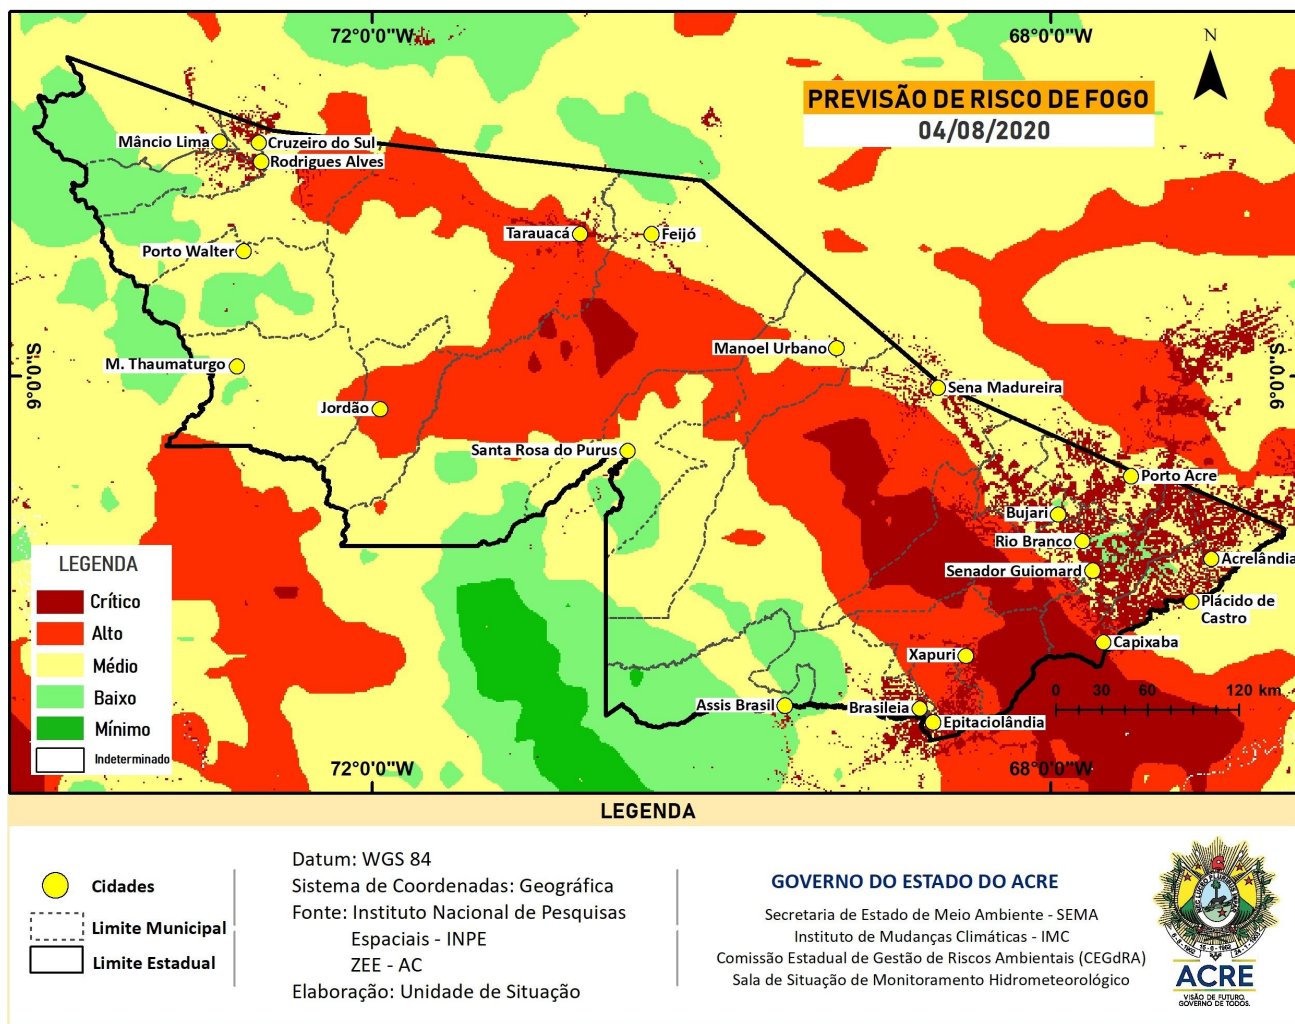 72°0'0"W
68°0'0"W
N
PREVISÃO DE RISCO DE FOGO
04/08/2020
Mâncio Lima
Cruzeiro do Sul
Rodrigues Alves
Porto Walter
Tarauacá
Feijó
M. Thaumaturgo
Manoel Urbano
9°0'0"S
9°0'0"S
Jordão
Sena Madureira
Santa Rosa do Purus
Porto Acre
Bujari
Rio Branco
Senador Guiomard
Acrelândia
Plácido de
Castro
Capixaba
Xapuri
Assis Brasil
Brasileia
Epitaciolândia
0 30 60 120 km
LEGENDA
Crítico
Alto
Médio
Baixo
Mínimo
Indeterminado
72°0'0"W
68°0'0"W
LEGENDA
Cidades
Limite Municipal
Limite Estadual
Datum: WGS 84
Sistema de Coordenadas: Geográfica
Fonte: Instituto Nacional de Pesquisas
Espaciais - INPE
ZEE - AC
Elaboração: Unidade de Situação
GOVERNO DO ESTADO DO ACRE
Secretaria de Estado de Meio Ambiente - SEMA
Instituto de Mudanças Climáticas - IMC
Comissão Estadual de Gestão de Riscos Ambientais (CEGdRA)
Sala de Situação de Monitoramento Hidrometeorológico
ACRE
VISÃO DE FUTURO.
GOVERNO DE TODOS.